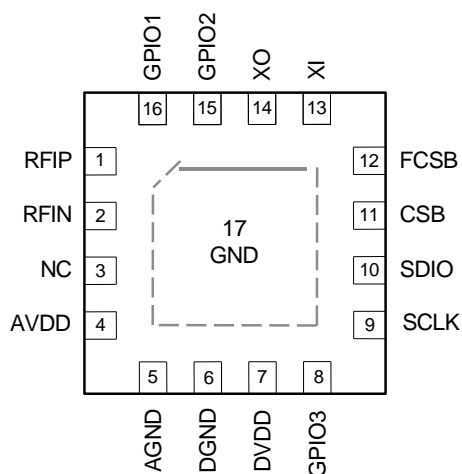 GPIO1
GPIO2
XO
XI
16
15
14
13
RFIP
1
12
FCSB
RFIN
2
17
GND
11
CSB
NC
3
10
SDIO
AVDD
4
9
SCLK
5
6
7
8
AGND
DGND
DVDD
GPIO3